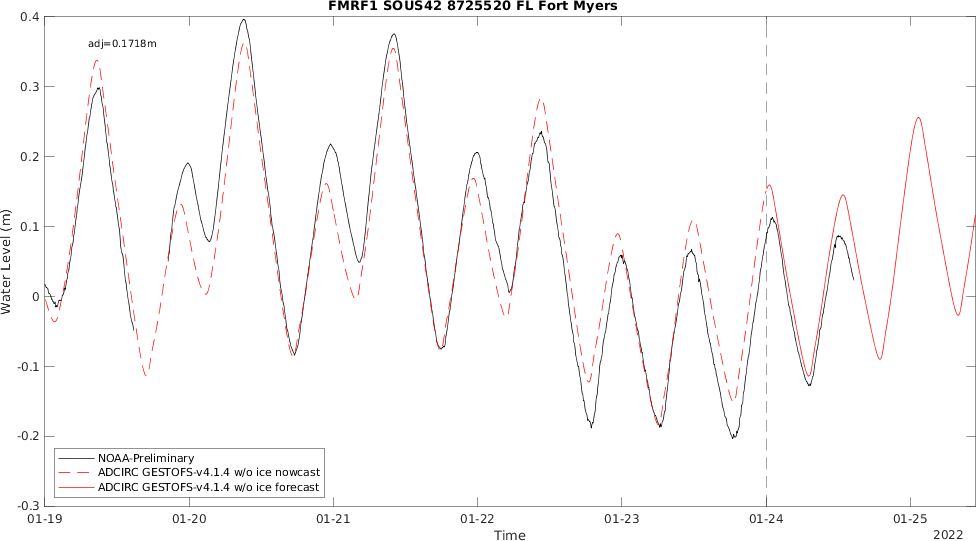 FMRF1 SOUS42 8725520 FL Fort Myers
adj=0.1718m
0.4
0.3
0.2
0.1
0
-0.1
-0.2
-0.3
Water Level (m)
NOAA-Preliminary
ADCIRC GESTOFS-v4.1.4 w/o ice nowcast
ADCIRC GESTOFS-v4.1.4 w/o ice forecast
01-19 01-20 01-21 01-22 01-23 01-24 01-25
Time
2022